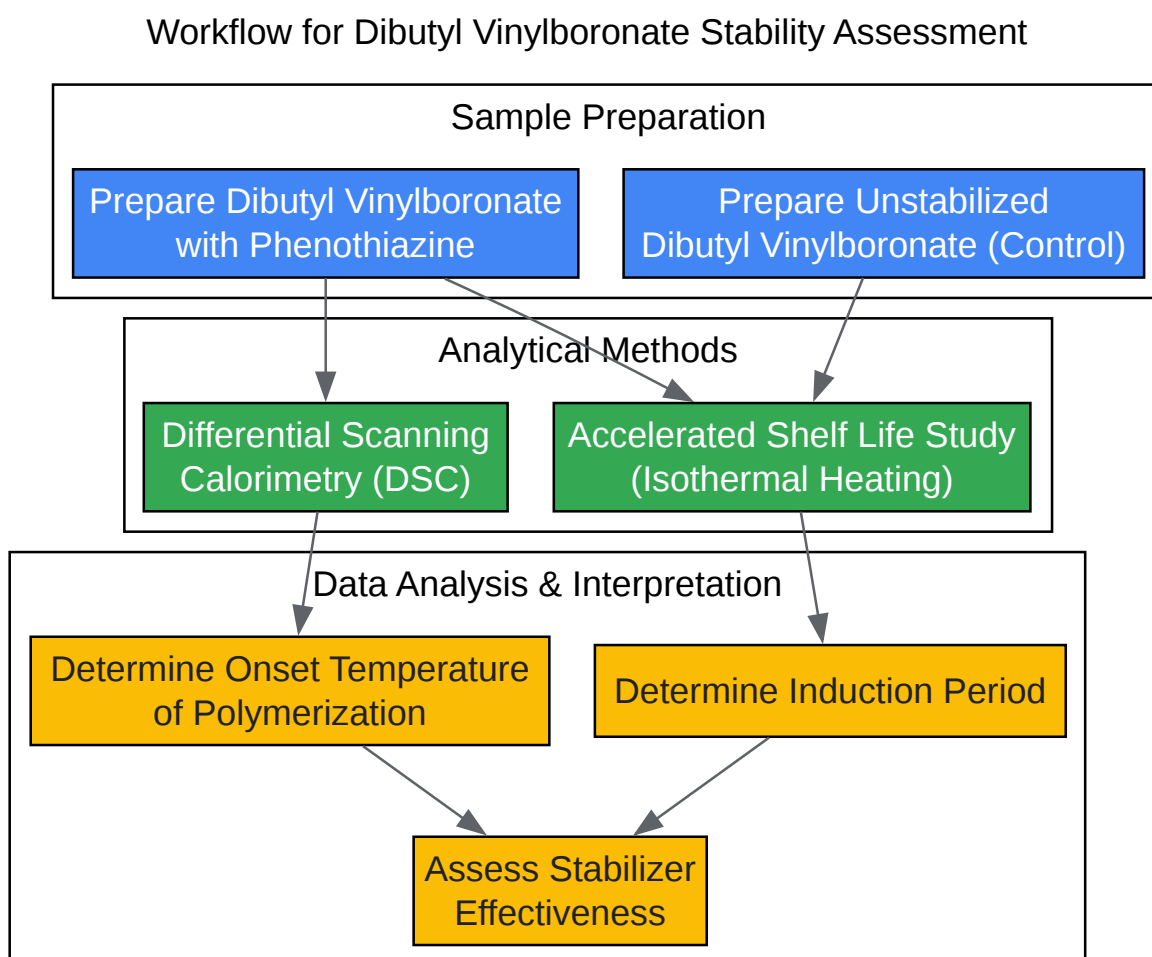 Workflow for Dibutyl Vinylboronate Stability Assessment
Sample Preparation
Prepare Dibutyl Vinylboronate
with Phenothiazine
Prepare Unstabilized
Dibutyl Vinylboronate (Control)
Analytical Methods
Differential Scanning
Calorimetry (DSC)
Accelerated Shelf Life Study
(Isothermal Heating)
Data Analysis & Interpretation
Determine Onset Temperature
of Polymerization
Determine Induction Period
Assess Stabilizer
Effectiveness